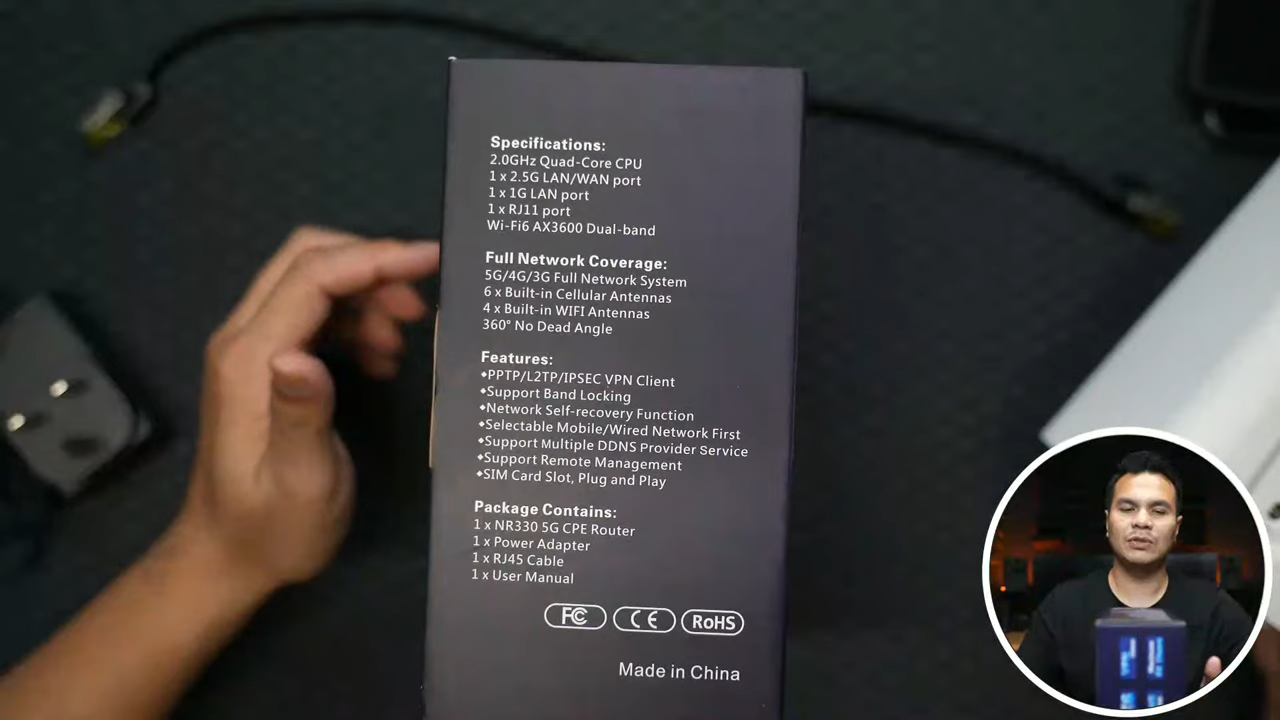 Specifications:
2.0GHz Quad-Core CPU
1 x 2.5G LAN/WAN port
1 x 1G LAN port
1 x RJ11 port
Wi-Fi6 AX3600 Dual-band
Full Network Coverage:
5G/4G/3G Full Network System
6 x Built-in Cellular Antennas
4 x Built-in WIFI Antennas
360° No Dead Angle
Features:
◆PPTP/L2TP/IPSEC VPN Client
◆Support Band Locking
◆Network Self-recovery Function
◆Selectable Mobile/Wired Network First
◆Support Multiple DDNS Provider Service
◆Support Remote Management
◆SIM Card Slot, Plug and Play
Package Contains:
1 x NR330 5G CPE Router
1 x Power Adapter
1 x RJ45 Cable
1 x User Manual
FC CE RoHS
Made in China